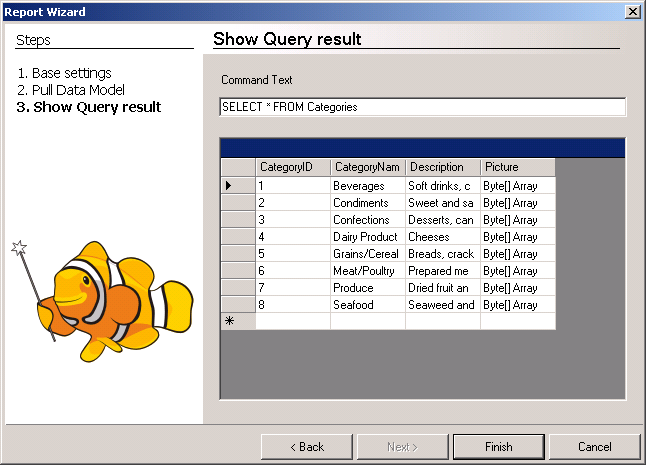 Report Wizard
Steps
1. Base settings
2. Pull Data Model
3. Show Query result
Show Query result
Command Text
SELECT * FROM Categories
CategoryID CategoryNam Description Picture
1 Beverages Soft drinks, c Byte[] Array
2 Condiments Sweet and sa Byte[] Array
3 Confections Desserts, can Byte[] Array
4 Dairy Product Cheeses Byte[] Array
5 Grains/Cereal Breads, crack Byte[] Array
6 Meat/Poultry Prepared me Byte[] Array
7 Produce Dried fruit an Byte[] Array
8 Seafood Seaweed and Byte[] Array
*
< Back Next > Finish Cancel